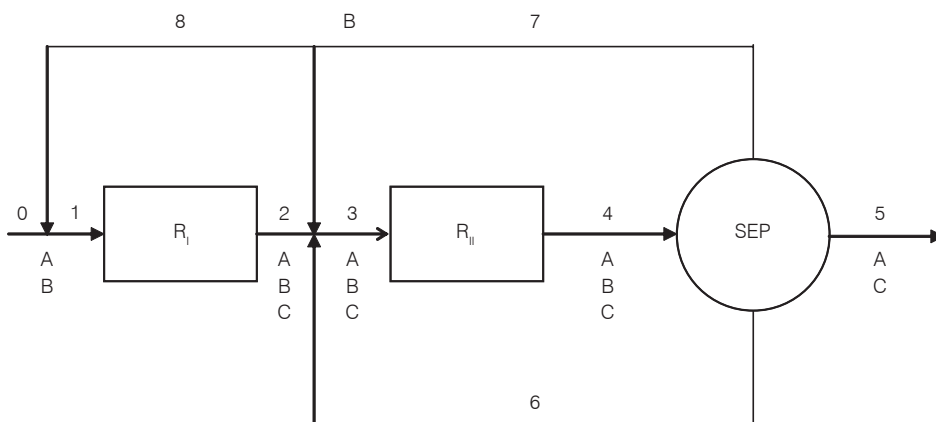 8 B 7
0 1 2 3 4 5
R_I R_II SEP
A A A A A
B B B B C
C C C
6